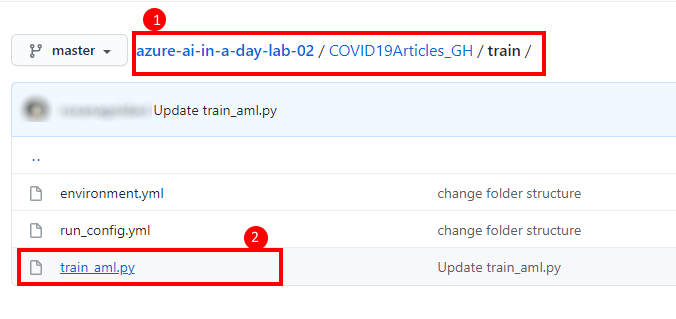 1
master azure-ai-in-a-day-lab-02 / COVID19Articles_GH / train /
Update train_aml.py
..
environment.yml change folder structure
run_config.yml change folder structure
2
train_aml.py Update train_aml.py